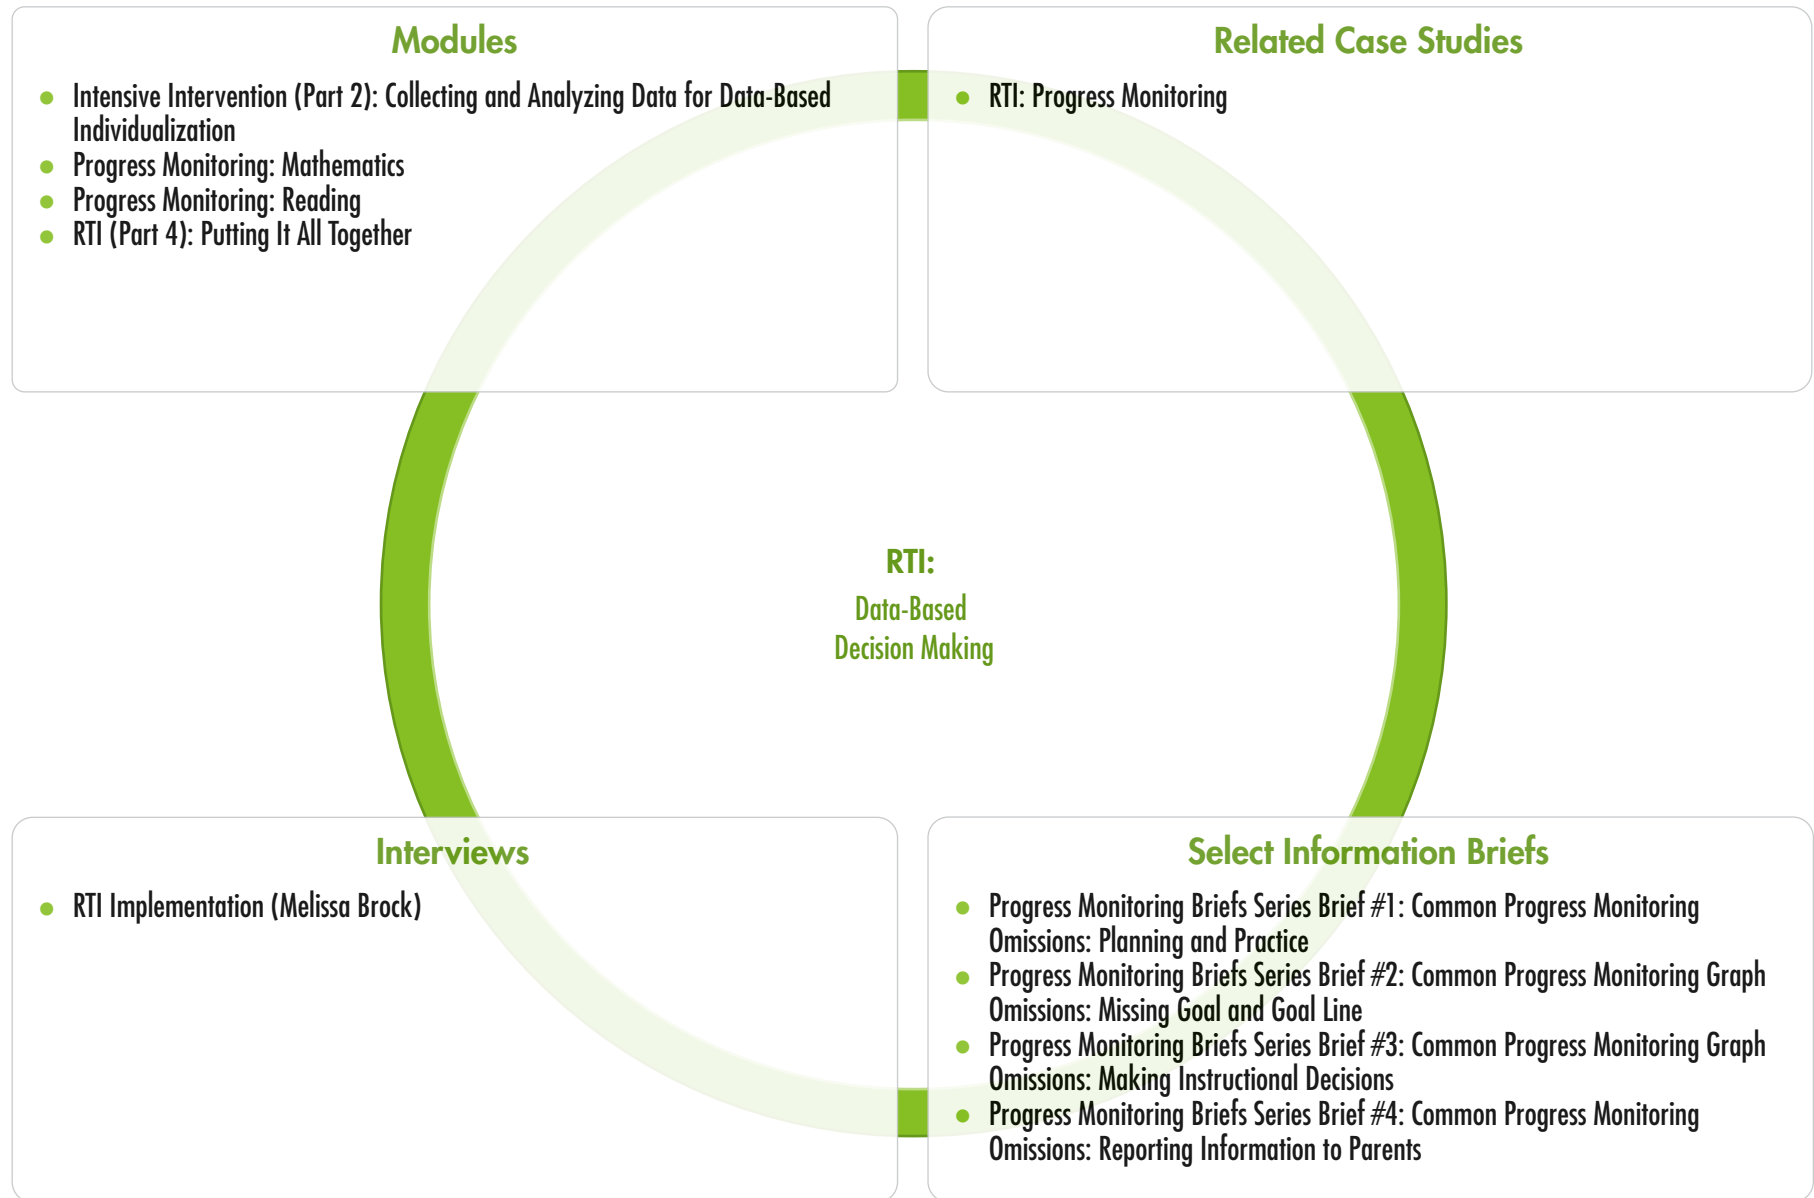 Modules
● Intensive Intervention (Part 2): Collecting and Analyzing Data for Data-Based
Individualization
● Progress Monitoring: Mathematics
● Progress Monitoring: Reading
● RTI (Part 4): Putting It All Together
Related Case Studies
● RTI: Progress Monitoring
RTI:
Data-Based
Decision Making
Interviews
● RTI Implementation (Melissa Brock)
Select Information Briefs
● Progress Monitoring Briefs Series Brief #1: Common Progress Monitoring
Omissions: Planning and Practice
● Progress Monitoring Briefs Series Brief #2: Common Progress Monitoring Graph
Omissions: Missing Goal and Goal Line
● Progress Monitoring Briefs Series Brief #3: Common Progress Monitoring Graph
Omissions: Making Instructional Decisions
● Progress Monitoring Briefs Series Brief #4: Common Progress Monitoring
Omissions: Reporting Information to Parents